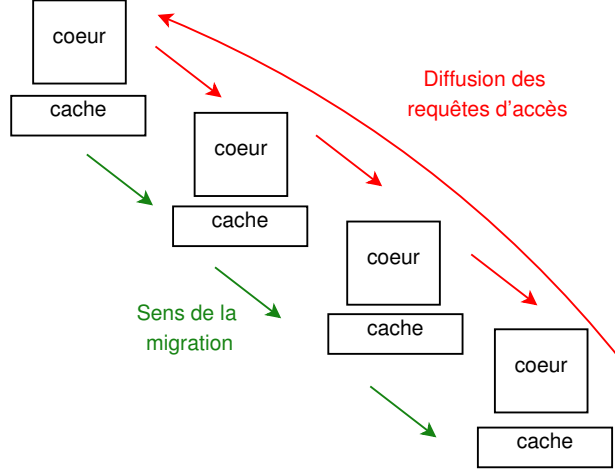 coeur
cache
Diffusion des
requêtes d'accès
coeur
cache
coeur
cache
Sens de la
migration
coeur
cache